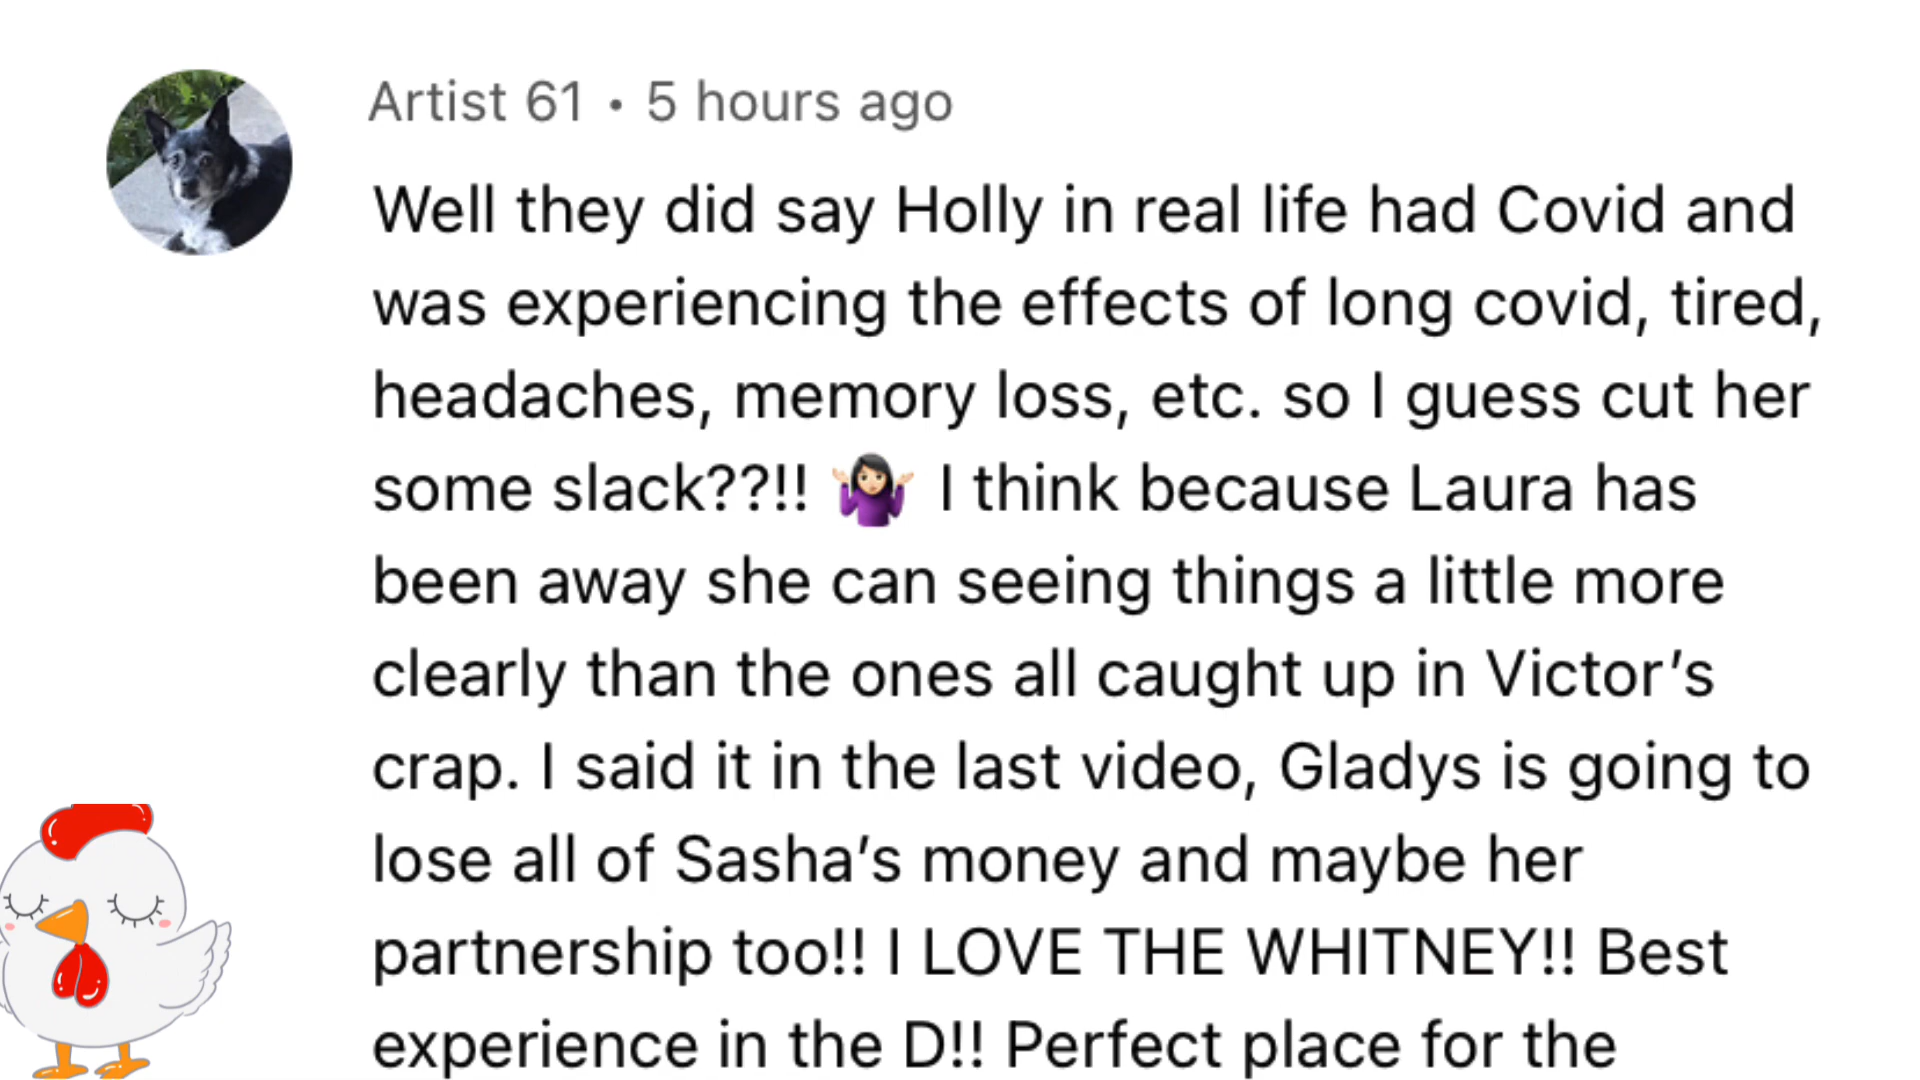 Artist 61 • 5 hours ago
Well they did say Holly in real life had Covid and
was experiencing the effects of long covid, tired,
headaches, memory loss, etc. so I guess cut her
some slack??!! 🤷🏻‍♀️ I think because Laura has
been away she can seeing things a little more
clearly than the ones all caught up in Victor’s
crap. I said it in the last video, Gladys is going to
lose all of Sasha’s money and maybe her
partnership too!! I LOVE THE WHITNEY!! Best
experience in the D!! Perfect place for the